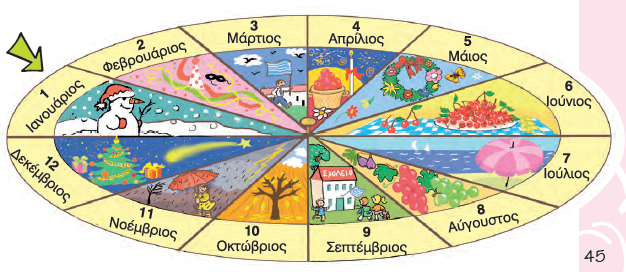 1
Ιανουάριος
2
Φεβρουάριος
3
Μάρτιος
4
Απρίλιος
5
Μάιος
6
Ιούνιος
7
Ιούλιος
8
Αύγουστος
9
Σεπτέμβριος
10
Οκτώβριος
11
Νοέμβριος
12
Δεκέμβριος
ΣΧΟΛΕΙΟ
45